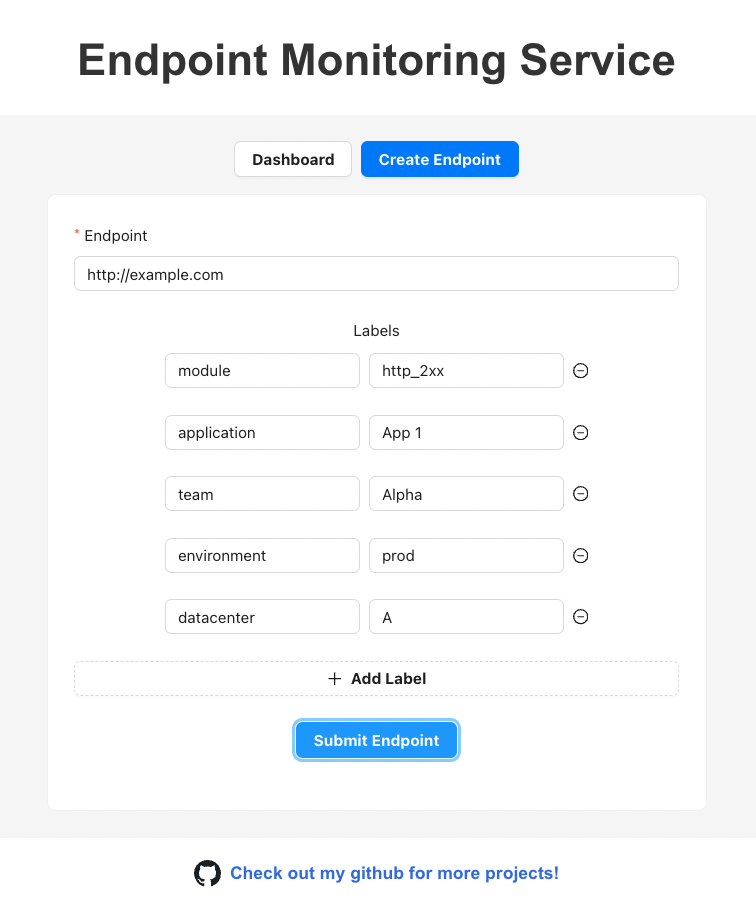 Endpoint Monitoring Service
Dashboard Create Endpoint
* Endpoint
http://example.com
Labels
module http_2xx
application App 1
team Alpha
environment prod
datacenter A
+ Add Label
Submit Endpoint
Check out my github for more projects!